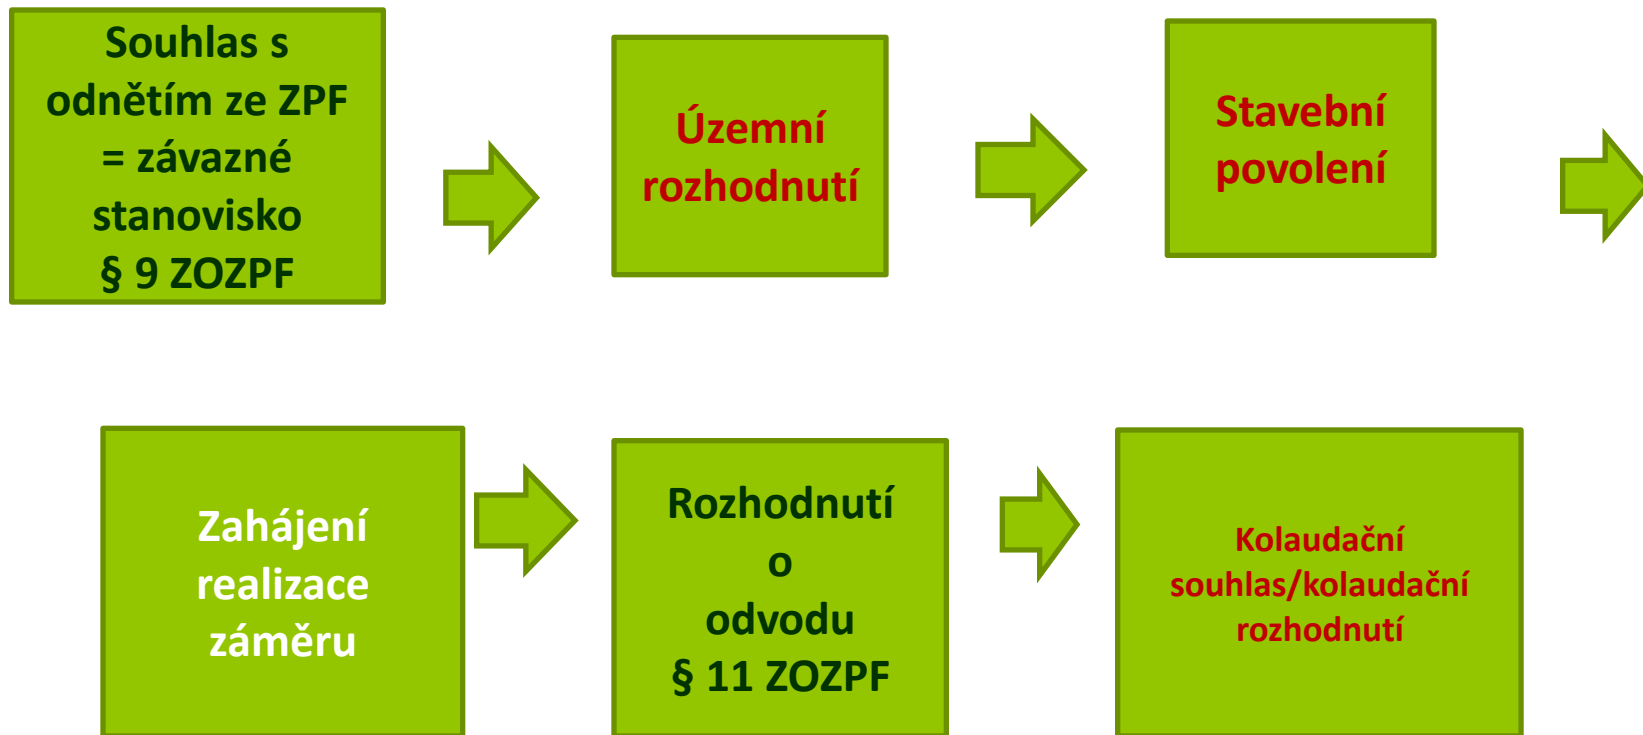 Souhlas s
odnětím ze ZPF
= závazné
stanovisko
§ 9 ZOZPF
Územní
rozhodnutí
Stavební
povolení
Zahájení
realizace
záměru
Rozhodnutí
o
odvodu
§ 11 ZOZPF
Kolaudační
souhlas/kolaudační
rozhodnutí